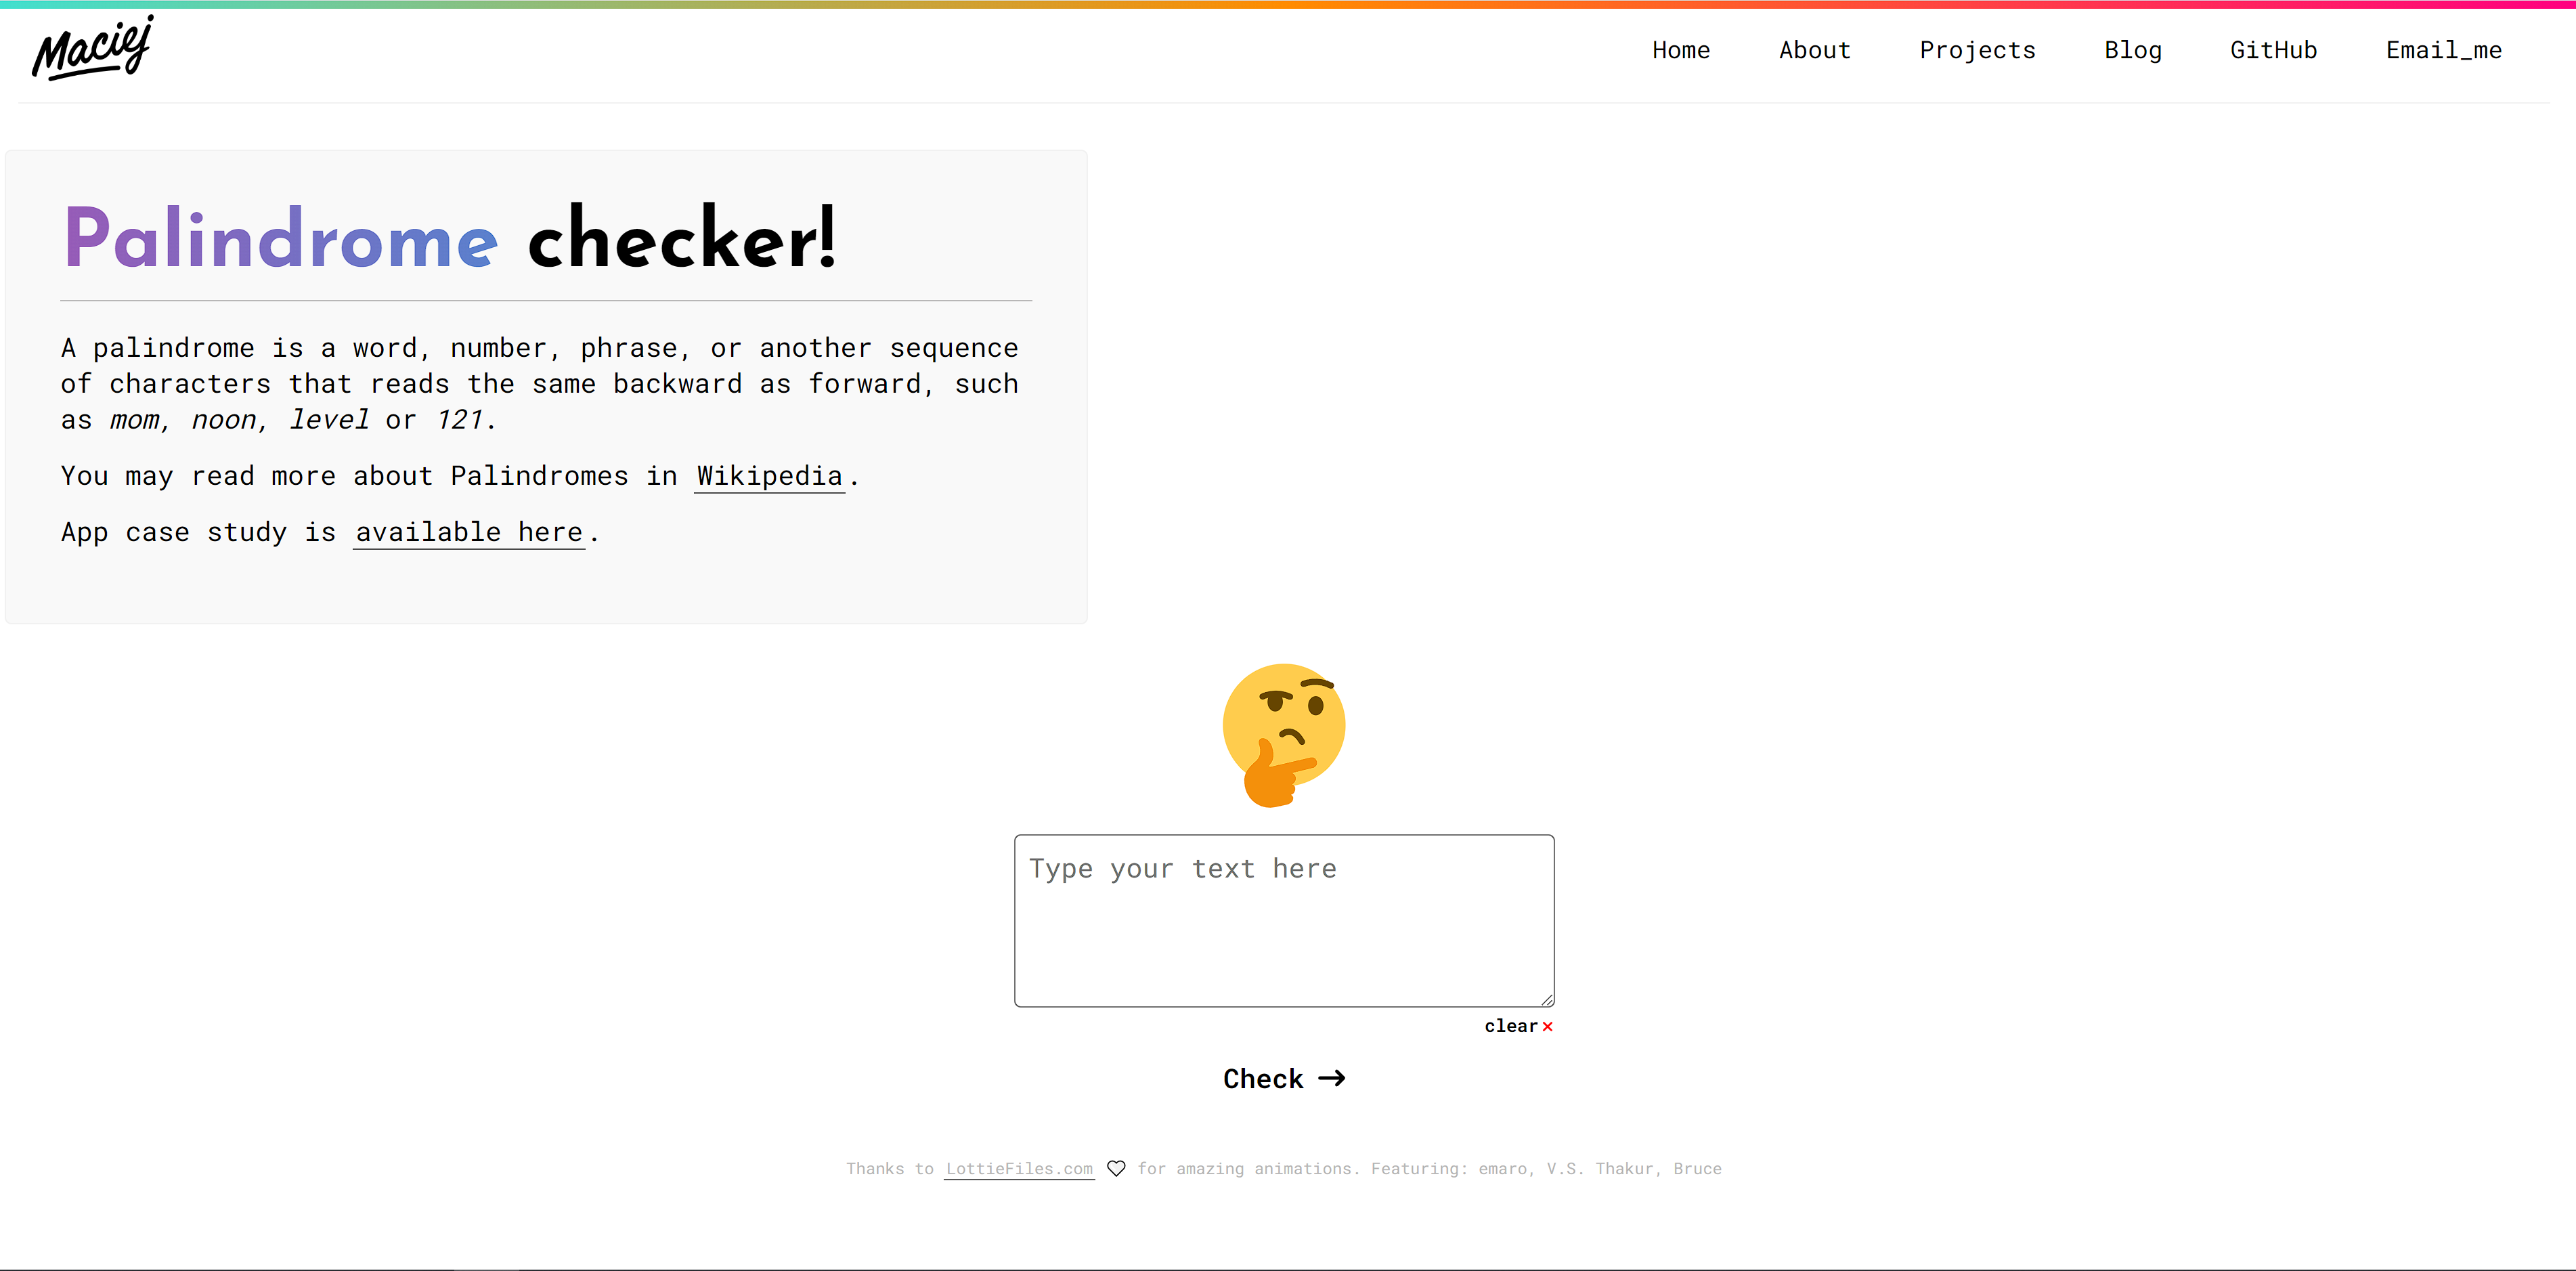 Maciej
Home About Projects Blog GitHub Email_me
Palindrome checker!
A palindrome is a word, number, phrase, or another sequence
of characters that reads the same backward as forward, such
as mom, noon, level or 121.
You may read more about Palindromes in Wikipedia.
App case study is available here.
Type your text here
clear
Check →
Thanks to LottieFiles.com ♡ for amazing animations. Featuring: emaro, V.S. Thakur, Bruce